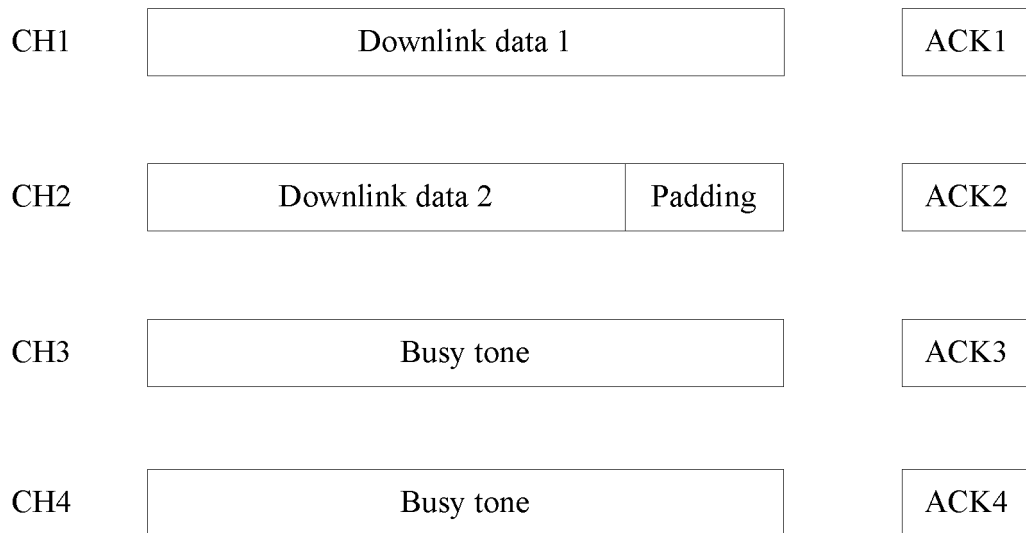 CH1 Downlink data 1 ACK1
CH2 Downlink data 2 Padding ACK2
CH3 Busy tone ACK3
CH4 Busy tone ACK4